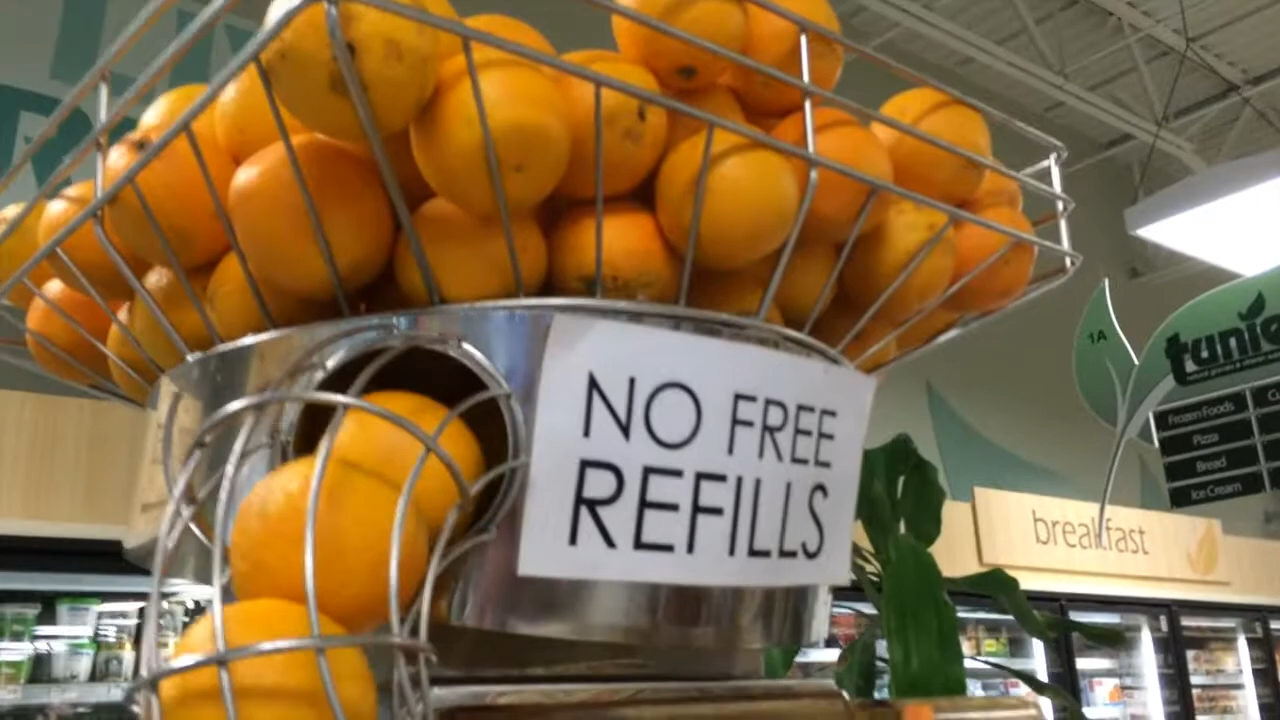 NO FREE
REFILLS
1A
Frozen Foods
Pizza
Bread
Ice Cream
breakfast